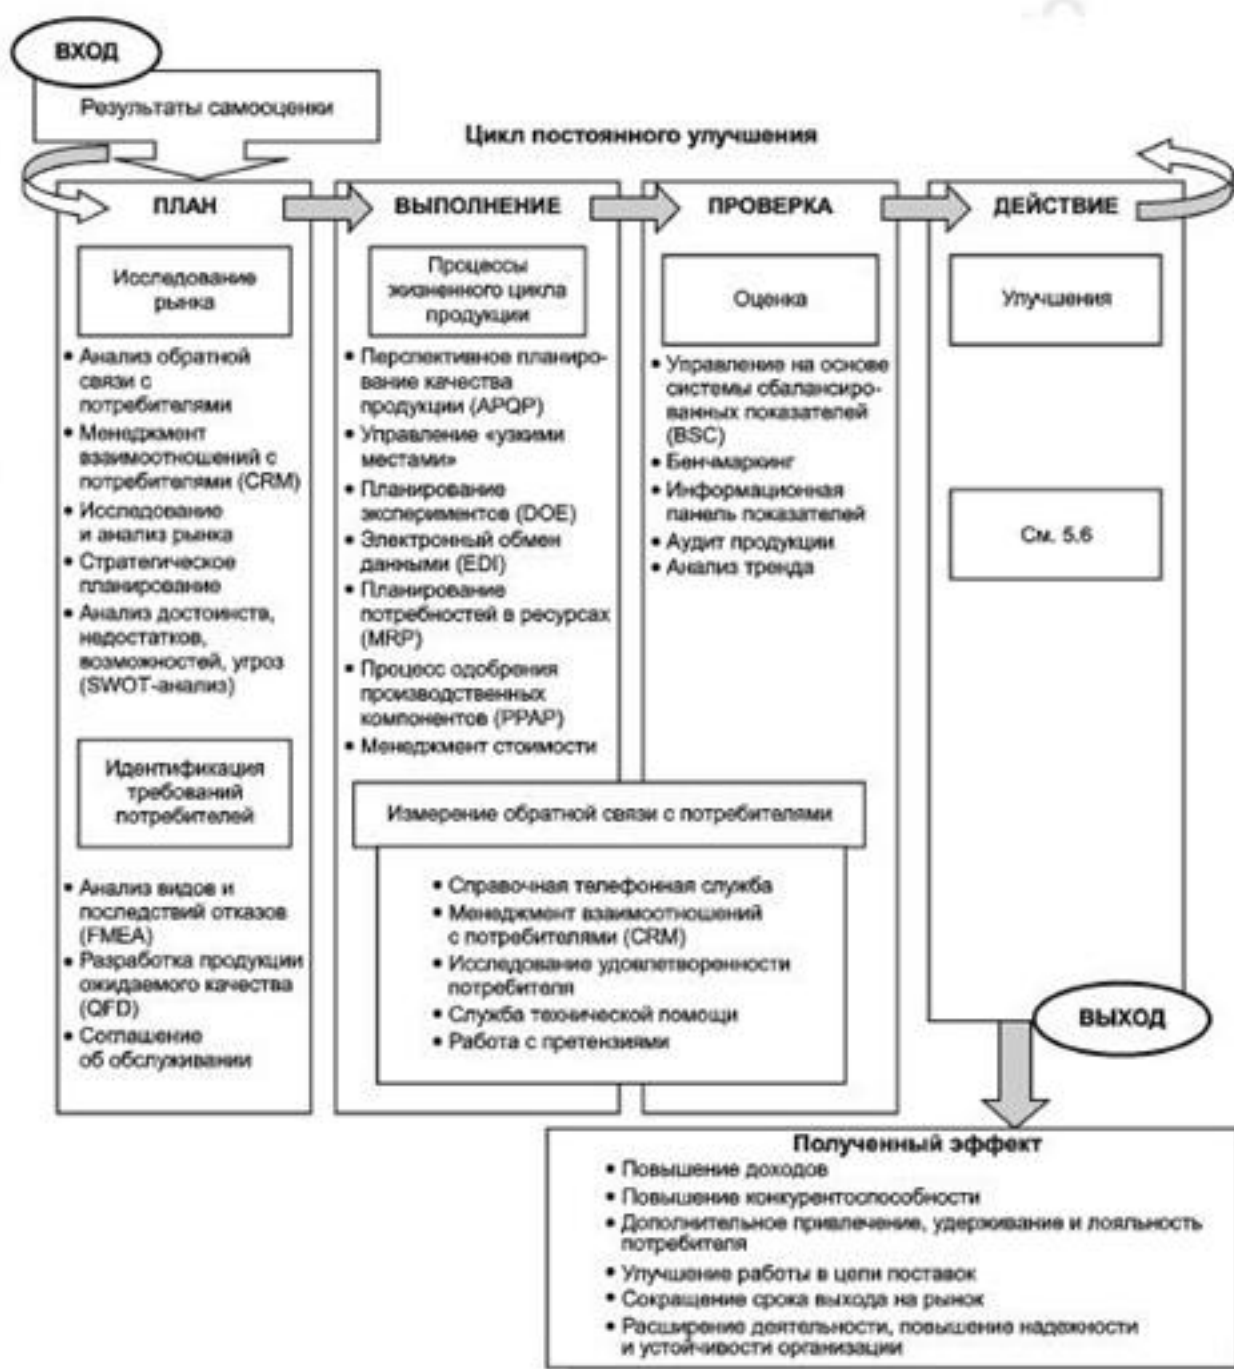 ВХОД
Результаты самооценки
Цикл постоянного улучшения
ПЛАН
Исследование
рынка
• Анализ обратной
связи с
потребителями
• Менеджмент
взаимоотношений с
потребителями (CRM)
• Исследование
и анализ рынка
• Стратегическое
планирование
• Анализ достоинств,
недостатков,
возможностей, угроз
(SWOT-анализ)
Идентификация
требований
потребителей
• Анализ видов и
последствий отказов
(FMEA)
• Разработка продукции
ожидаемого качества
(QFD)
• Соглашение
об обслуживании
ВЫПОЛНЕНИЕ
Процессы
жизненного цикла
продукции
• Перспективное планиро-
вание качества
продукции (APQP)
• Управление «узкими
местами»
• Планирование
экспериментов (DOE)
• Электронный обмен
данными (EDI)
• Планирование
потребностей в ресурсах
(MRP)
• Процесс одобрения
производственных
компонентов (PPAP)
• Менеджмент стоимости
ПРОВЕРКА
Оценка
• Управление на основе
системы сбалансиро-
ванных показателей
(BSC)
• Бенчмаркинг
• Информационная
панель показателей
• Аудит продукции
• Анализ тренда
Измерение обратной связи с потребителями
• Справочная телефонная служба
• Менеджмент взаимоотношений
с потребителями (CRM)
• Исследование удовлетворенности
потребителя
• Служба технической помощи
• Работа с претензиями
ДЕЙСТВИЕ
Улучшения
См. 5.6
ВЫХОД
Полученный эффект
• Повышение доходов
• Повышение конкурентоспособности
• Дополнительное привлечение, удерживание и лояльность
потребителя
• Улучшение работы в цепи поставок
• Сокращение срока выхода на рынок
• Расширение деятельности, повышение надежности
и устойчивости организации